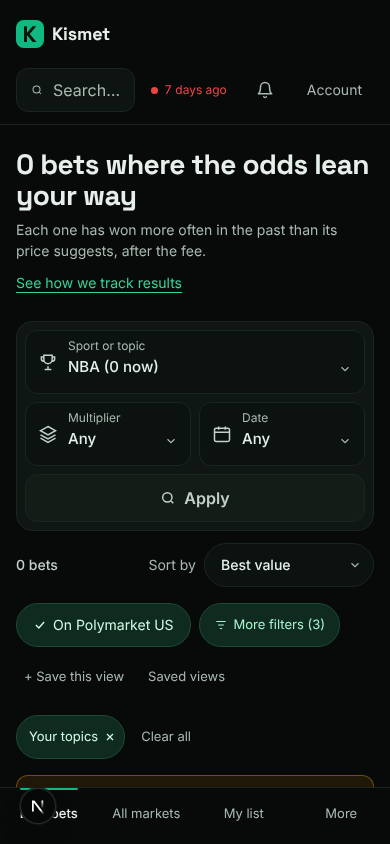 K Kismet
Search...
7 days ago
Account
0 bets where the odds lean
your way
Each one has won more often in the past than its
price suggests, after the fee.
See how we track results
Sport or topic
NBA (0 now)
Multiplier
Any
Date
Any
Apply
0 bets
Sort by
Best value
On Polymarket US
More filters (3)
+ Save this view
Saved views
Your topics ×
Clear all
N
bets
All markets
My list
More